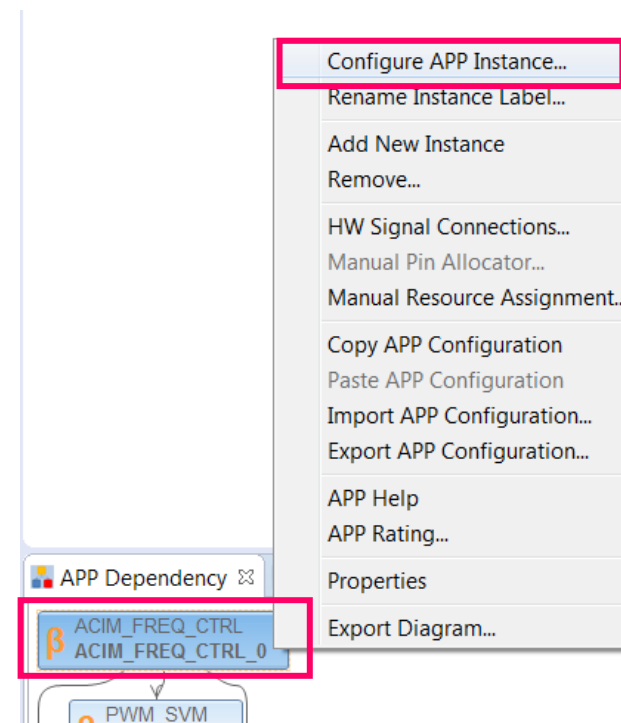 Configure APP Instance...
Rename Instance Label...
Add New Instance
Remove...
HW Signal Connections...
Manual Pin Allocator...
Manual Resource Assignment..
Copy APP Configuration
Paste APP Configuration
Import APP Configuration...
Export APP Configuration...
APP Help
APP Rating...
Properties
Export Diagram...
APP Dependency
β ACIM_FREQ_CTRL
ACIM_FREQ_CTRL_0
PWM_SVM